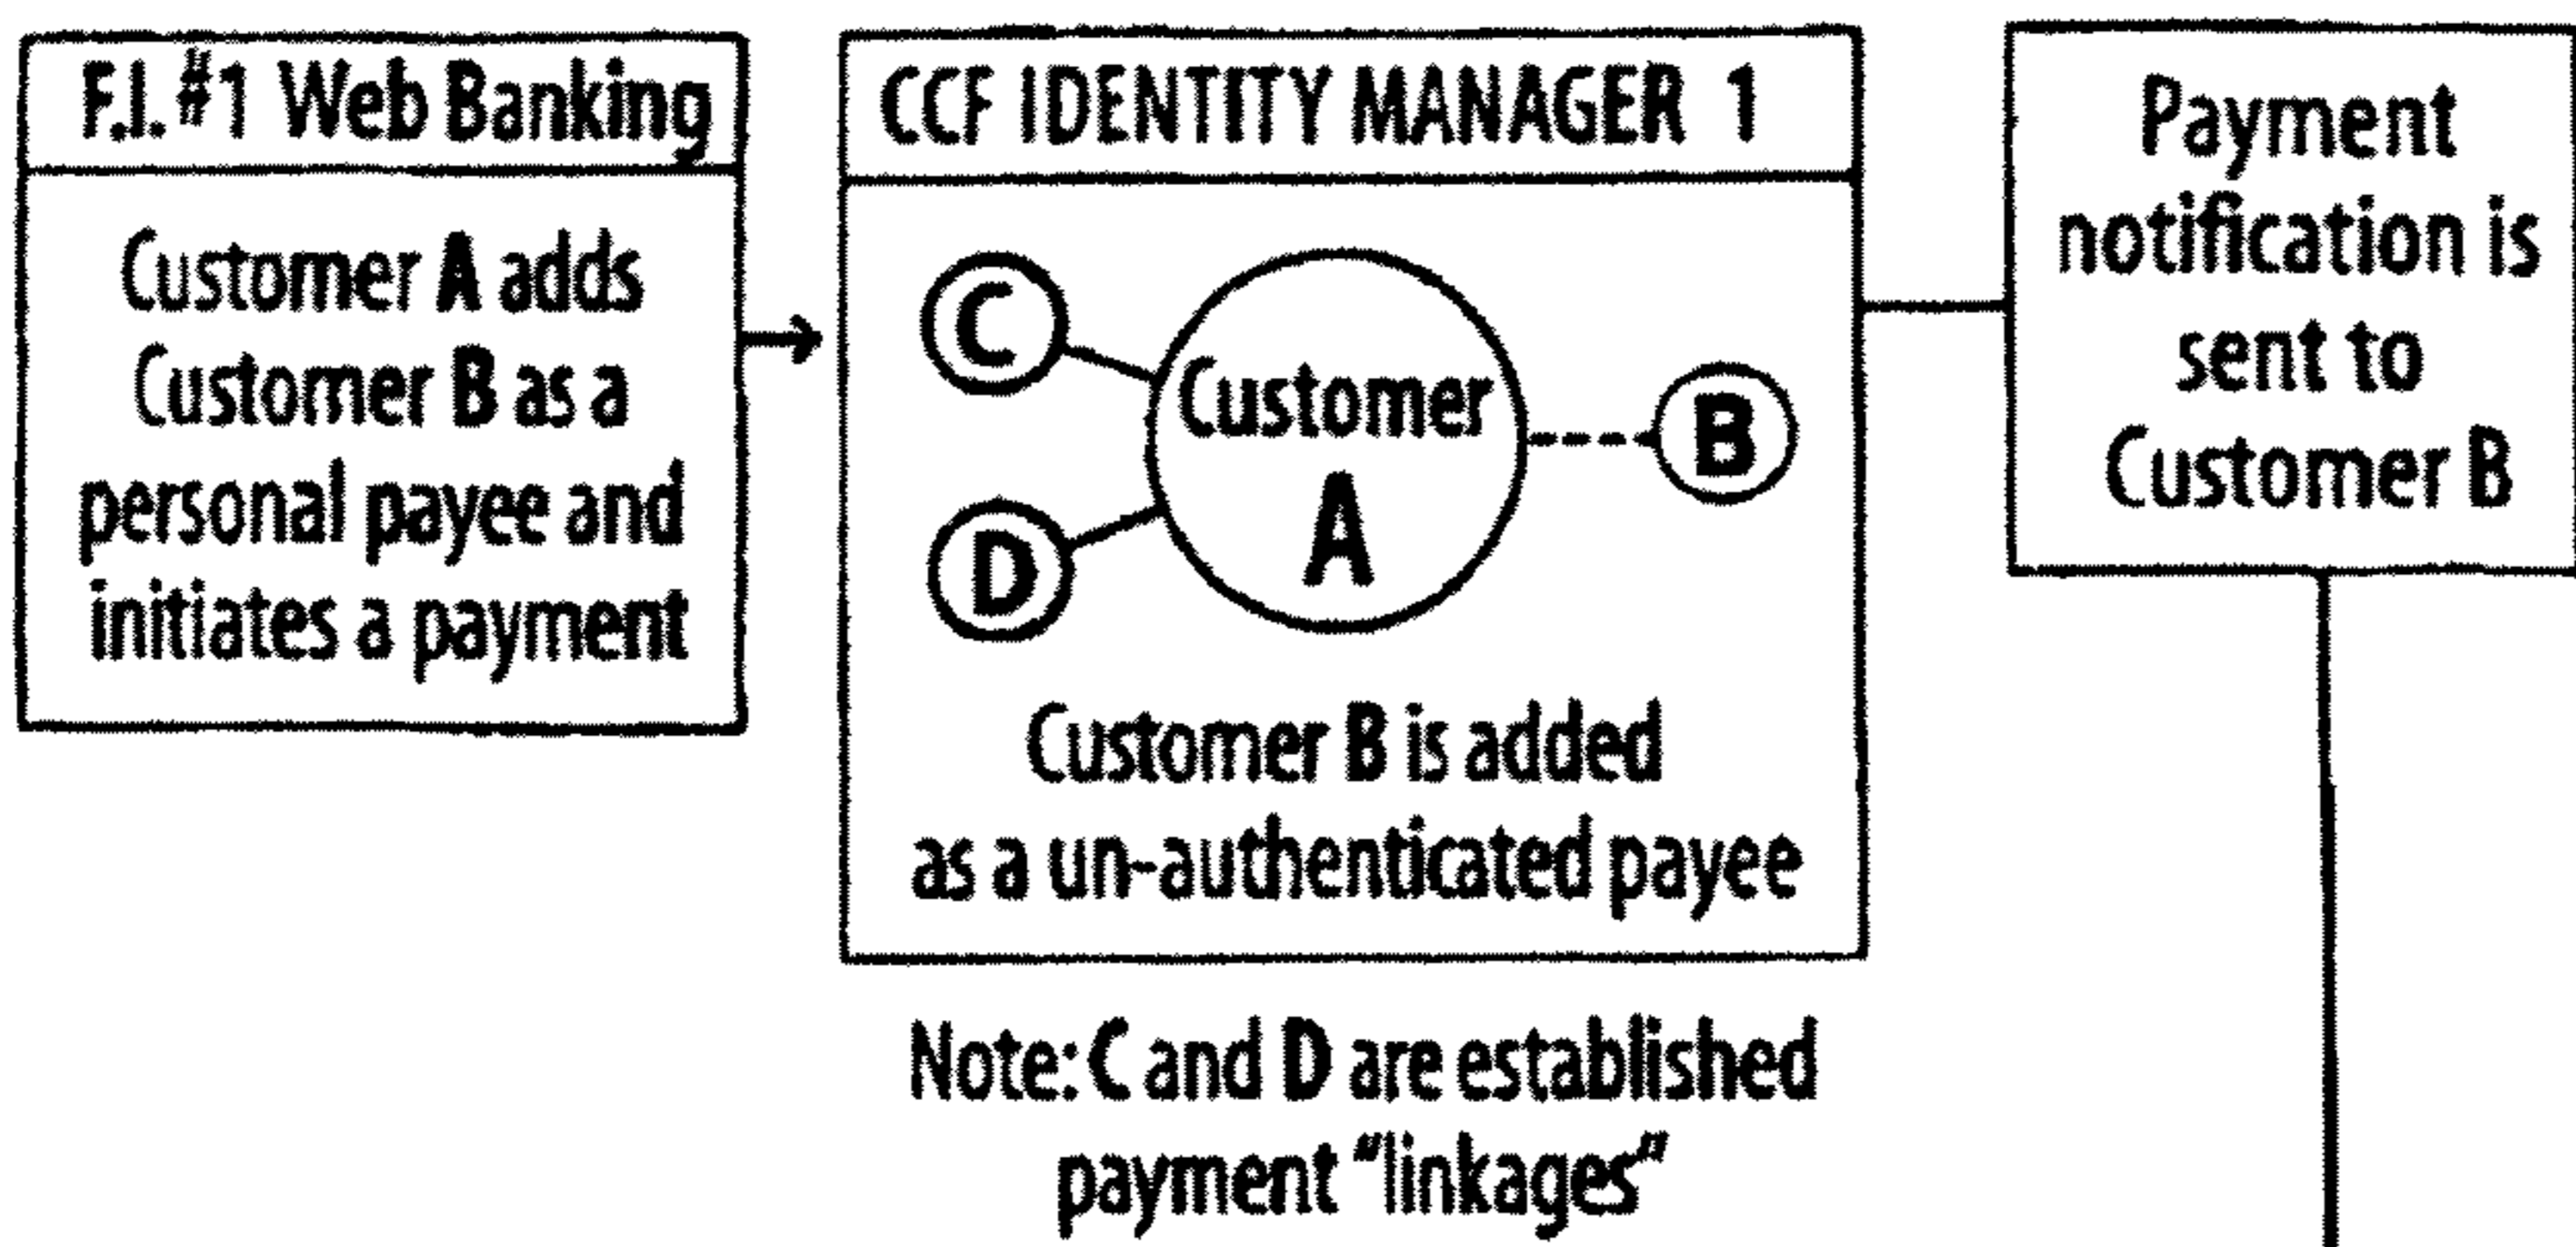 F.I. #1 Web Banking
Customer A adds
Customer B as a
personal payee and
initiates a payment
CCF IDENTITY MANAGER 1
C
Customer
A
B
D
Customer B is added
as a un-authenticated payee
Note: C and D are established
payment "linkages"
Payment
notification is
sent to
Customer B